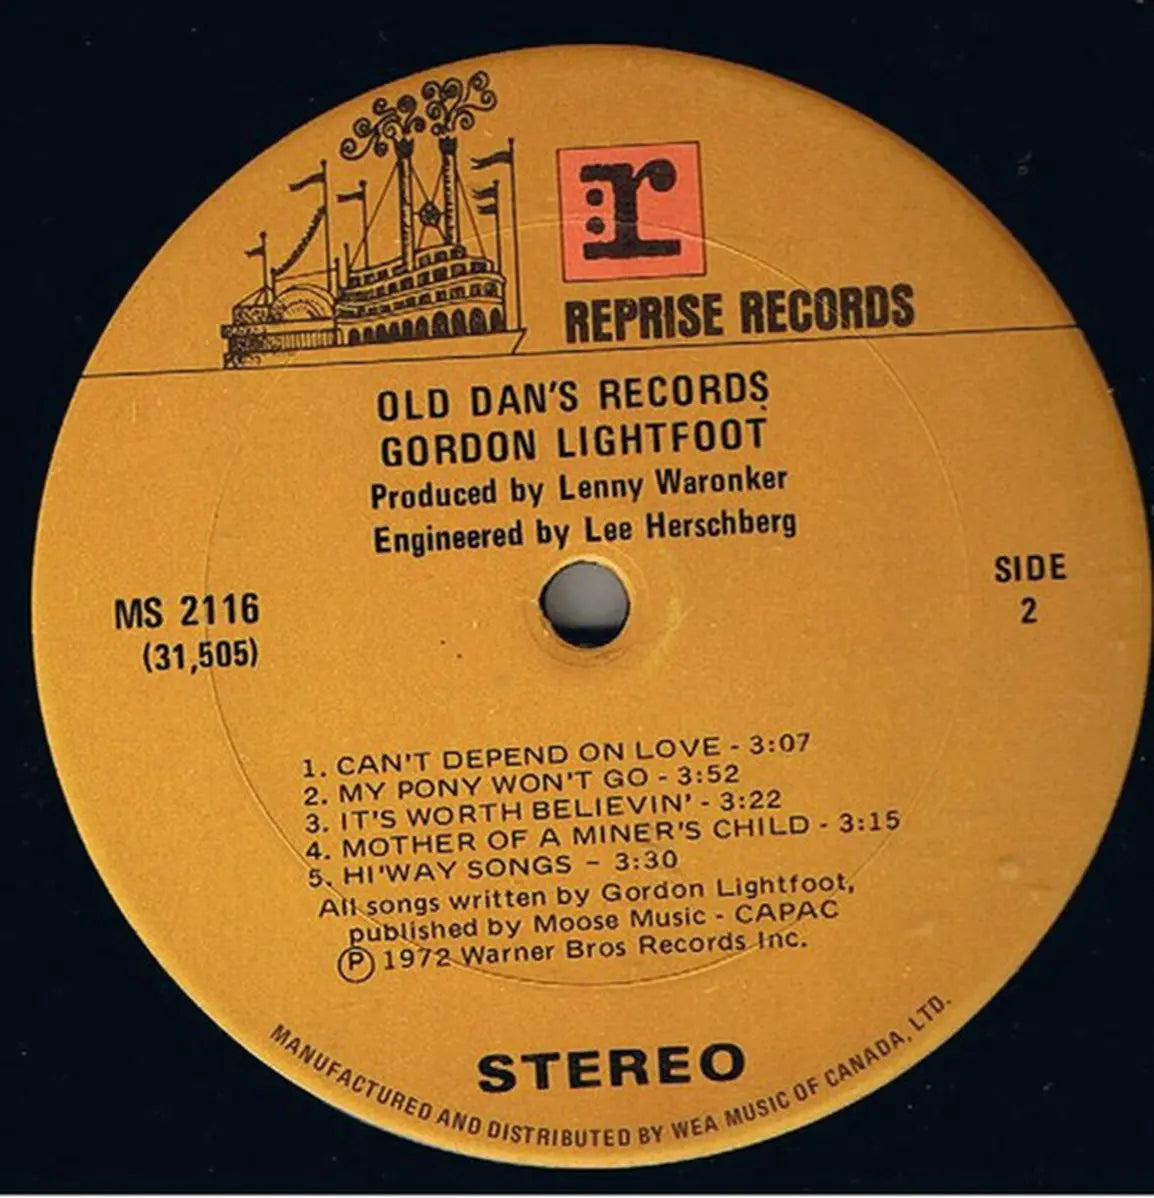 :r
REPRISE RECORDS
OLD DAN'S RECORDS
GORDON LIGHTFOOT
Produced by Lenny Waronker
Engineered by Lee Herschberg
MS 2116
(31,505)
SIDE
2
1. CAN'T DEPEND ON LOVE - 3:07
2. MY PONY WON'T GO - 3:52
3. IT'S WORTH BELIEVIN' - 3:22
4. MOTHER OF A MINER'S CHILD - 3:15
5. HI'WAY SONGS - 3:30
All songs written by Gordon Lightfoot,
published by Moose Music - CAPAC
Ⓟ 1972 Warner Bros Records Inc.
STEREO
MANUFACTURED AND DISTRIBUTED BY WEA MUSIC OF CANADA, LTD.